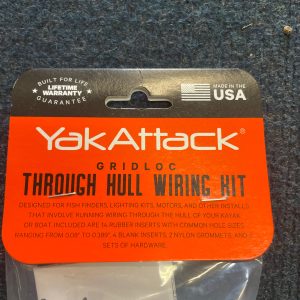 BUILT FOR LIFE
LIFETIME
WARRANTY
GUARANTEE
MADE IN THE
USA
YakAttack®
GRIDLOC
THROUGH HULL WIRING KIT
DESIGNED FOR FISH FINDERS, LIGHTING KITS, MOTORS, AND OTHER INSTALLS
THAT INVOLVE RUNNING WIRING THROUGH THE HULL OF YOUR KAYAK
OR BOAT. INCLUDED ARE 14 RUBBER INSERTS WITH COMMON HOLE SIZES
RANGING FROM 0.08" TO 0.389", 4 BLANK INSERTS, 2 NYLON GROMMETS, AND
SETS OF HARDWARE.